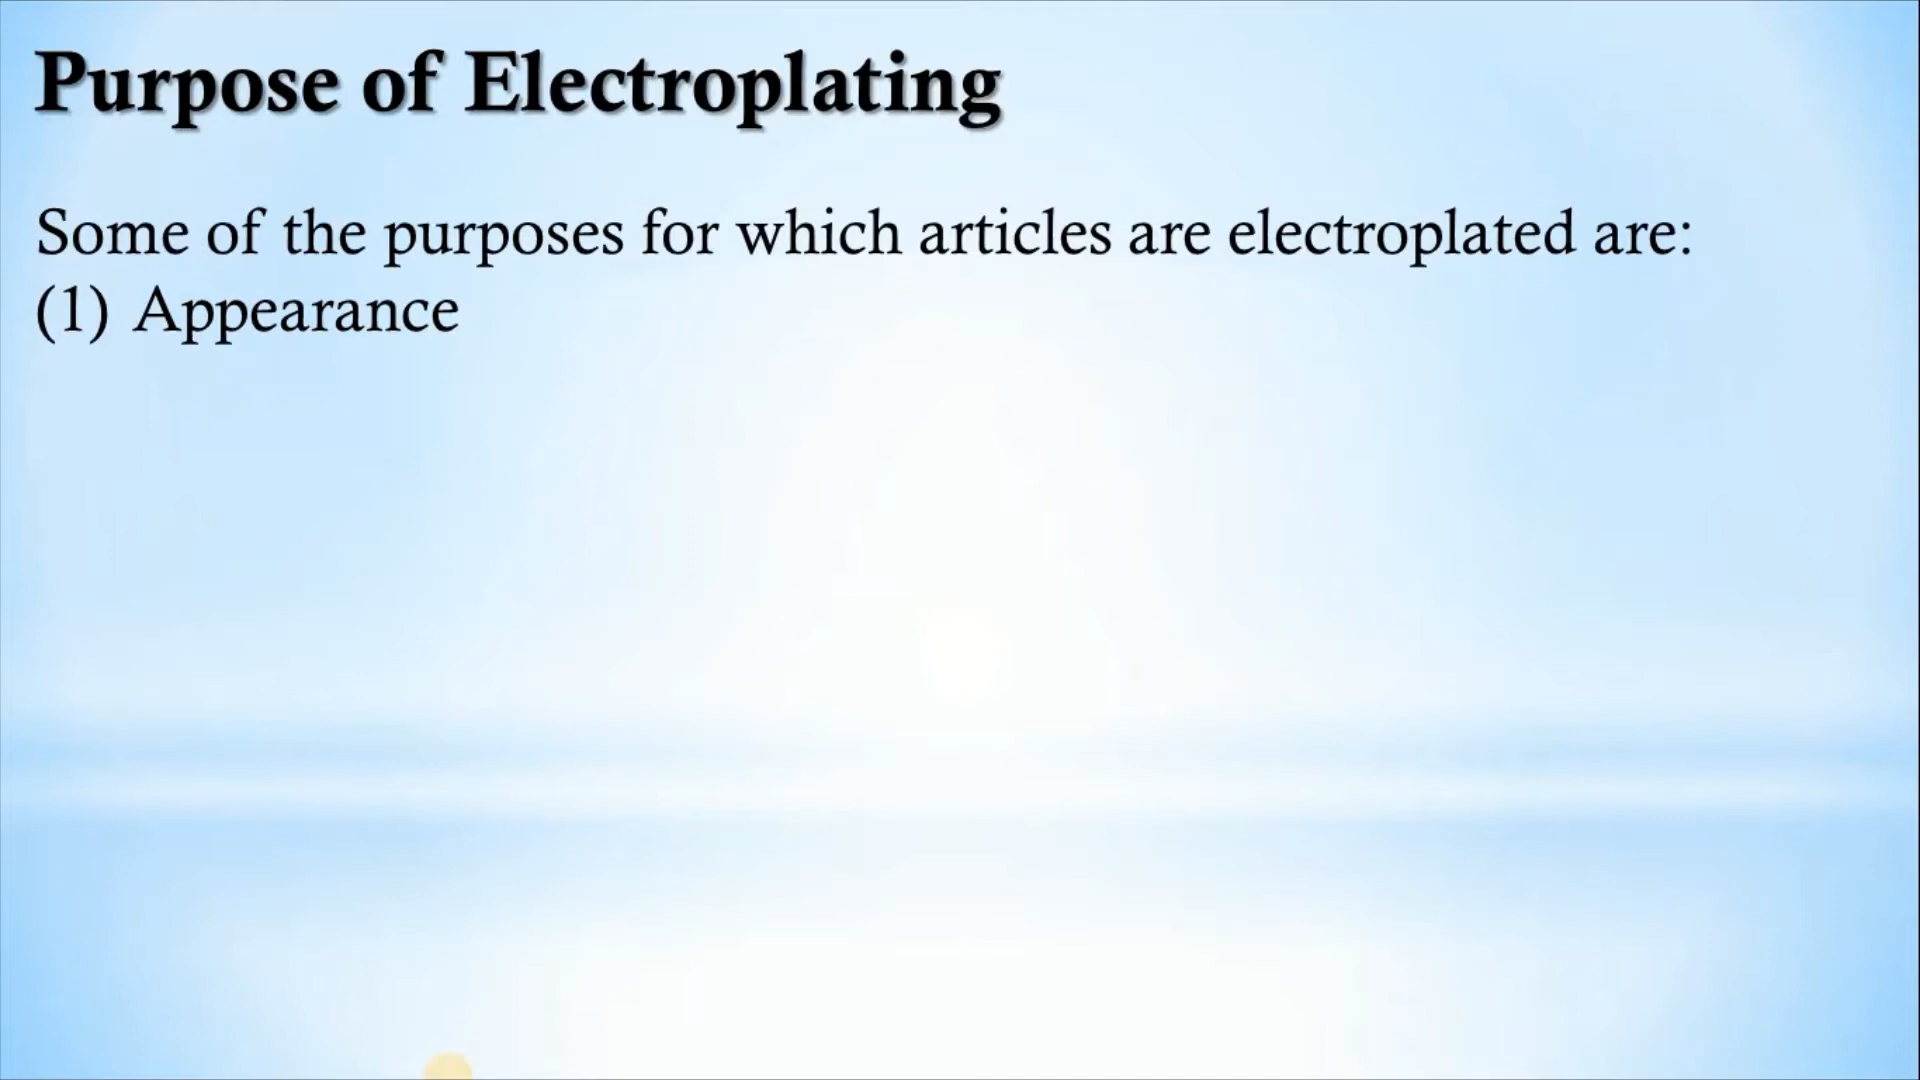 Purpose of Electroplating
Some of the purposes for which articles are electroplated are:
(1) Appearance